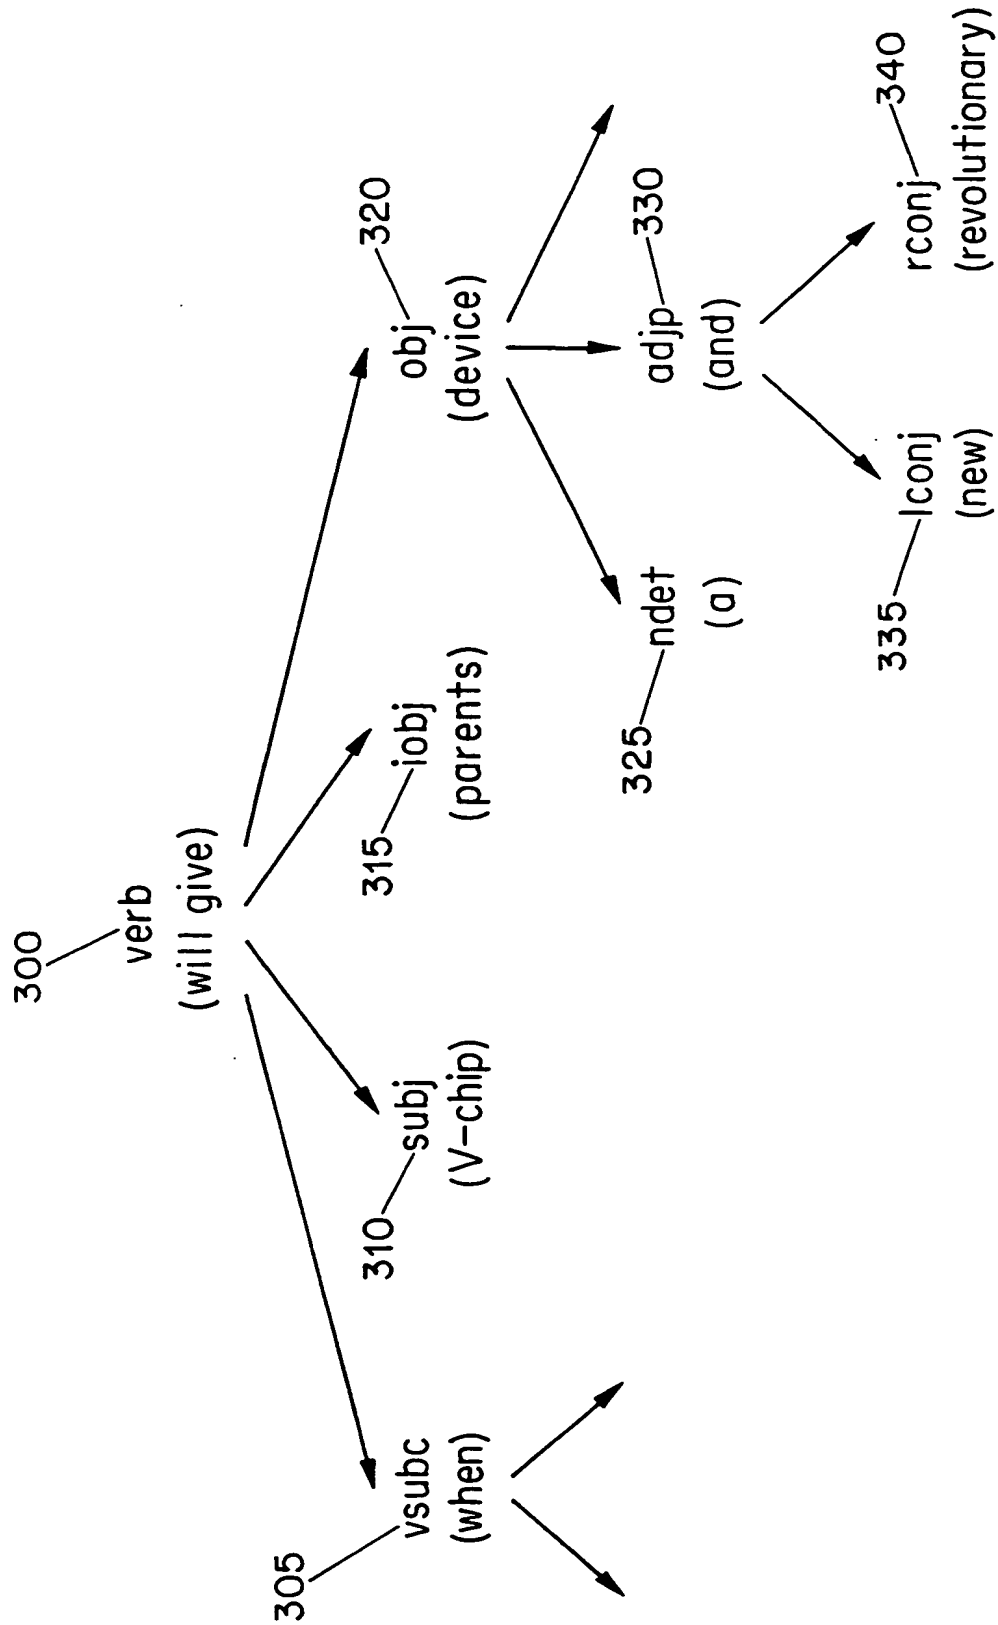 300
verb
(will give)
305
vsubc
(when)
310
subj
(V-chip)
315
iobj
(parents)
320
obj
(device)
325
ndet
(a)
330
adjp
(and)
335
lconj
(new)
340
rconj
(revolutionary)